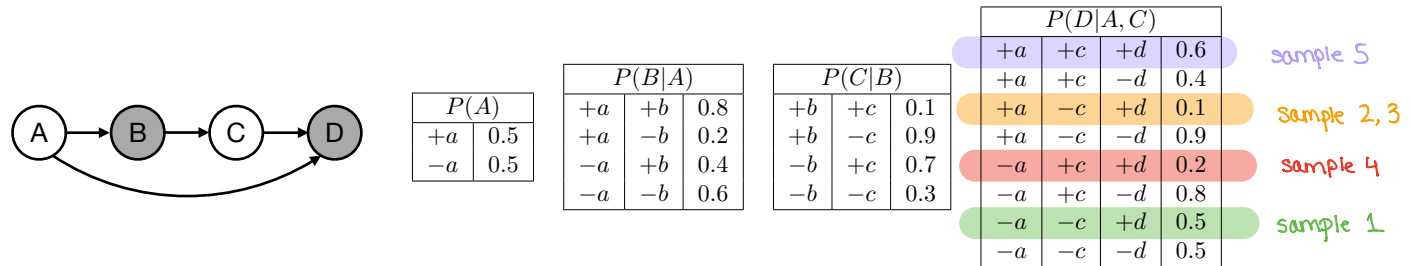 A B C D
P(A)
+a 0.5
−a 0.5
P(B|A)
+a +b 0.8
+a −b 0.2
−a +b 0.4
−a −b 0.6
P(C|B)
+b +c 0.1
+b −c 0.9
−b +c 0.7
−b −c 0.3
P(D|A, C)
+a +c +d 0.6
+a +c −d 0.4
+a −c +d 0.1
+a −c −d 0.9
−a +c +d 0.2
−a +c −d 0.8
−a −c +d 0.5
−a −c −d 0.5
sample 5
sample 2, 3
sample 4
sample 1